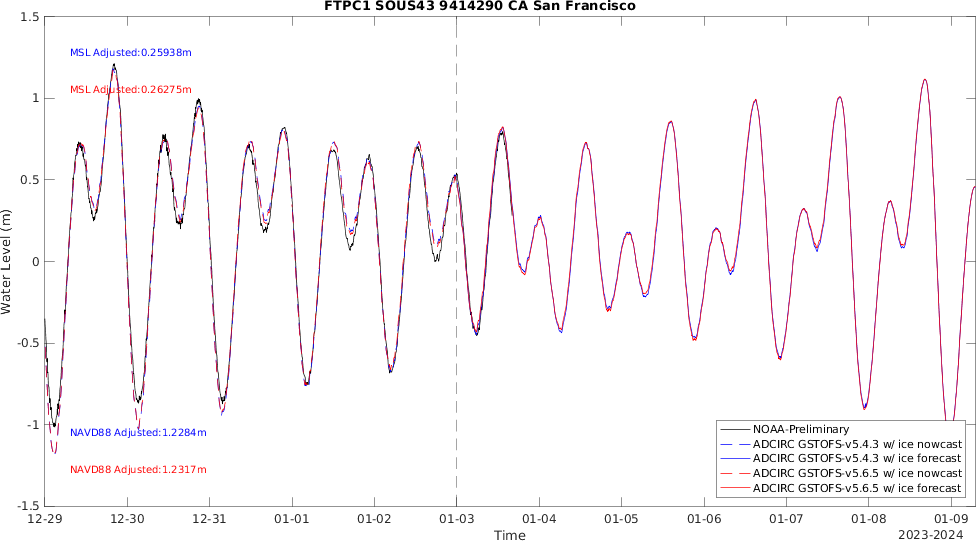 FTPC1 SOUS43 9414290 CA San Francisco
1.5
MSL Adjusted:0.25938m
MSL Adjusted:0.26275m
1
0.5
Water Level (m)
0
-0.5
-1
NAVD88 Adjusted:1.2284m
NAVD88 Adjusted:1.2317m
NOAA-Preliminary
ADCIRC GSTOFS-v5.4.3 w/ ice nowcast
ADCIRC GSTOFS-v5.4.3 w/ ice forecast
ADCIRC GSTOFS-v5.6.5 w/ ice nowcast
ADCIRC GSTOFS-v5.6.5 w/ ice forecast
-1.5
12-29 12-30 12-31 01-01 01-02 01-03 01-04 01-05 01-06 01-07 01-08 01-09
Time
2023-2024